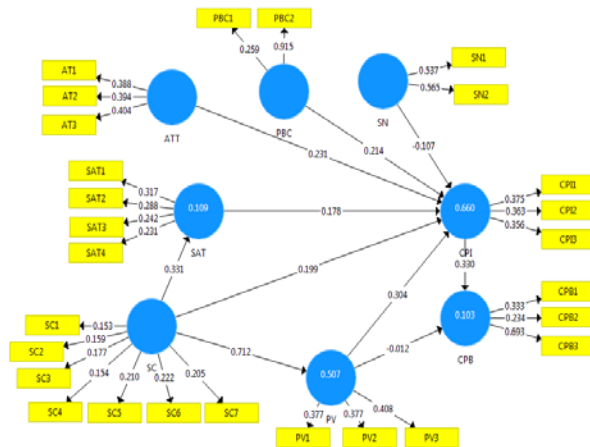 PBC1
PBC2
0.259
0.915
SN1
0.537
0.565
SN2
AT1
0.388
AT2
0.394
AT3
0.404
ATT
PBC
SN
-0.107
0.231
0.214
SAT1
0.317
SAT2
0.288
SAT3
0.242
SAT4
0.231
0.109
SAT
0.178
0.660
CPI
0.375
CPI1
0.363
CPI2
0.356
CPI3
0.331
0.199
0.330
0.304
0.103
CPB
0.333
CPB1
0.234
CPB2
0.693
CPB3
SC1
0.153
SC2
0.159
SC3
0.177
SC
0.712
-0.012
0.154
0.210
0.222
0.205
SC4
SC5
SC6
SC7
0.507
PV
0.377
0.377
0.408
PV1
PV2
PV3